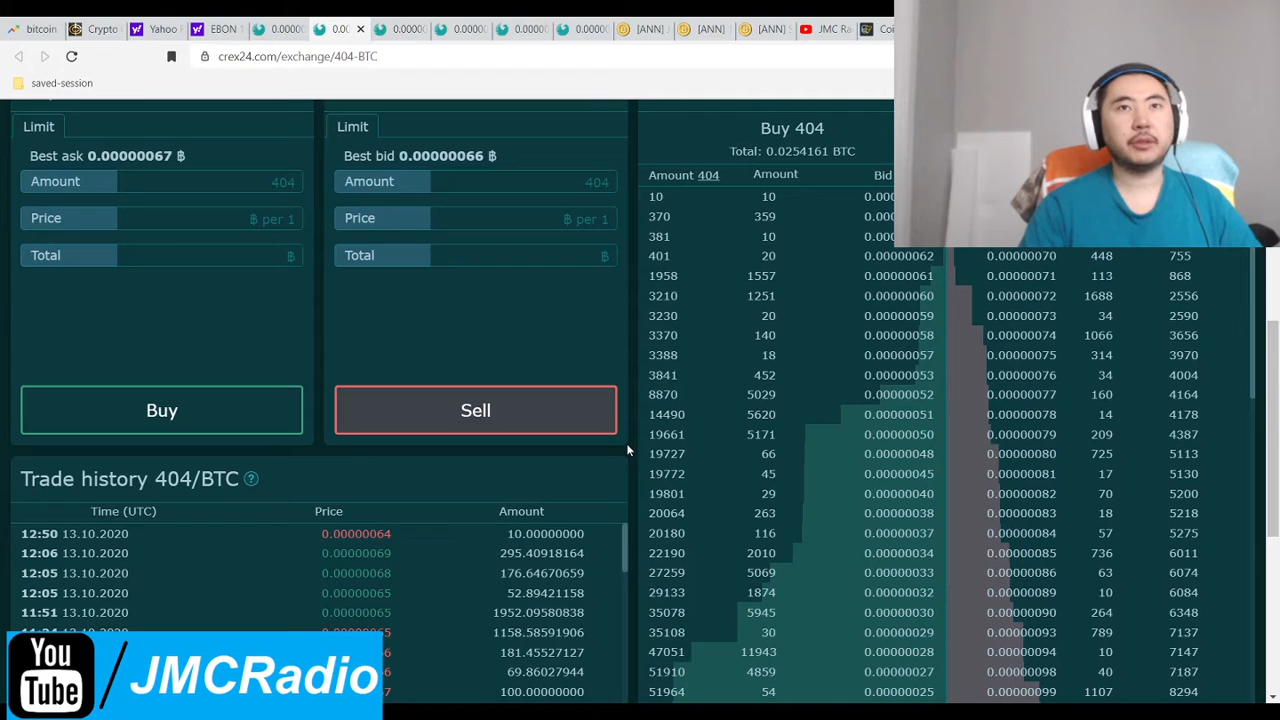 bitcoin Crypto Yahoo F EBON 0.0000 0.00 0.0000 0.0000 0.0000 0.0000 [ANN] J [ANN] [ANN] S JMC Ra Coi
crex24.com/exchange/404-BTC
saved-session
Limit Limit
Best ask 0.00000067 ฿ Best bid 0.00000066 ฿
Amount 404 Amount 404
Price ฿ per 1 Price ฿ per 1
Total ฿ Total ฿
Buy Sell
Buy 404
Total: 0.0254161 BTC
Amount 404 Amount Bid
10 10 0.00
370 359 0.000
381 10 0.000
401 20 0.00000062 0.00000070 448 755
1958 1557 0.00000061 0.00000071 113 868
3210 1251 0.00000060 0.00000072 1688 2556
3230 20 0.00000059 0.00000073 34 2590
3370 140 0.00000058 0.00000074 1066 3656
3388 18 0.00000057 0.00000075 314 3970
3841 452 0.00000053 0.00000076 34 4004
8870 5029 0.00000052 0.00000077 160 4164
14490 5620 0.00000051 0.00000078 14 4178
19661 5171 0.00000050 0.00000079 209 4387
19727 66 0.00000048 0.00000080 725 5113
19772 45 0.00000045 0.00000081 17 5130
19801 29 0.00000040 0.00000082 70 5200
20064 263 0.00000038 0.00000083 18 5218
20180 116 0.00000037 0.00000084 57 5275
22190 2010 0.00000034 0.00000085 736 6011
27259 5069 0.00000033 0.00000086 63 6074
29133 1874 0.00000032 0.00000089 10 6084
35078 5945 0.00000030 0.00000090 264 6348
35108 30 0.00000029 0.00000093 789 7137
47051 11943 0.00000028 0.00000096 10 7147
51910 4859 0.00000027 0.00000098 40 7187
51964 54 0.00000025 0.00000099 1107 8294
Trade history 404/BTC ?
Time (UTC) Price Amount
12:50 13.10.2020 0.00000064 10.00000000
12:06 13.10.2020 0.00000069 295.40918164
12:05 13.10.2020 0.00000068 176.64670659
12:05 13.10.2020 0.00000065 52.89421158
11:51 13.10.2020 0.00000065 1952.09580838
1158.58591906
181.45527127
69.86027944
100.00000000
You
Tube
/JMCRadio